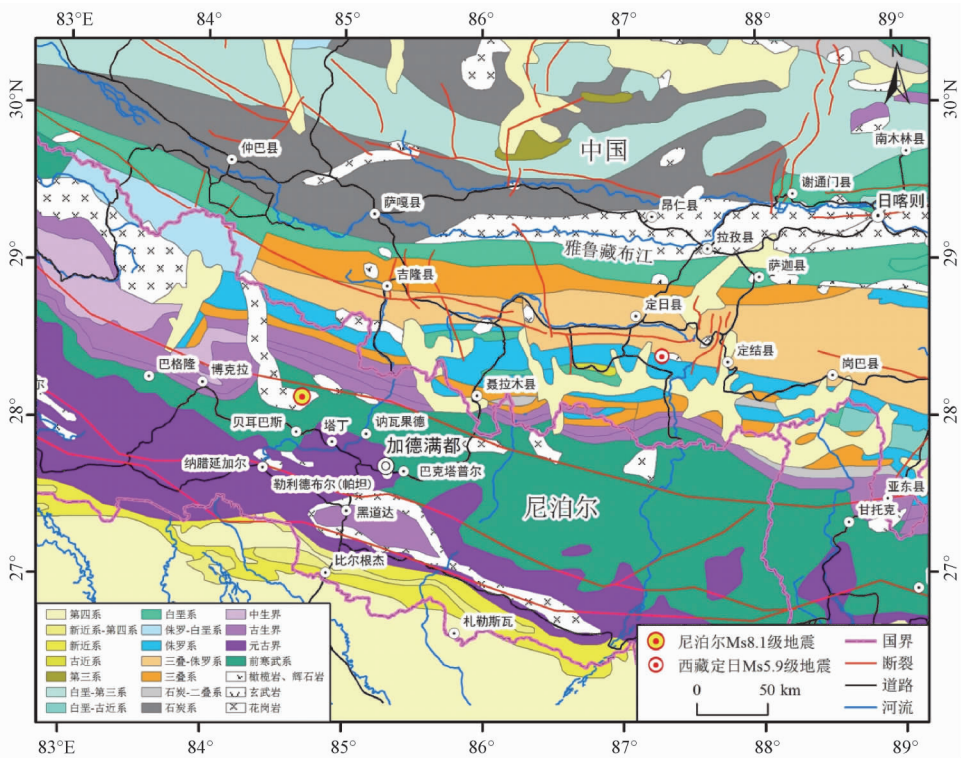 83°E 84° 85° 86° 87° 88° 89°
N
30°N
30°N
中国
南木林县
仲巴县
谢通门县
萨嘎县
昂仁县
日喀则
雅鲁藏布江
拉孜县
29°
29°
萨迦县
吉隆县
定日县
巴格隆
博克拉
定结县
岗巴县
聂拉木县
尔
28°
28°
贝耳巴斯
塔丁
讷瓦果德
加德满都
纳腊延加尔
巴克塔普尔
勒利德布尔(帕坦)
亚东县
黑道达
尼泊尔
甘托克
27°
27°
比尔根杰
札勒斯瓦
第四系
新近系-第四系
新近系
古近系
第三系
白垩-第三系
白垩-古近系
白垩系
侏罗-白垩系
侏罗系
三叠-侏罗系
三叠系
石炭-二叠系
石炭系
中生界
古生界
元古界
前寒武系
橄榄岩、辉石岩
玄武岩
花岗岩
尼泊尔Ms8.1级地震
西藏定日Ms5.9级地震
0 50 km
国界
断裂
道路
河流
83°E 84° 85° 86° 87° 88° 89°